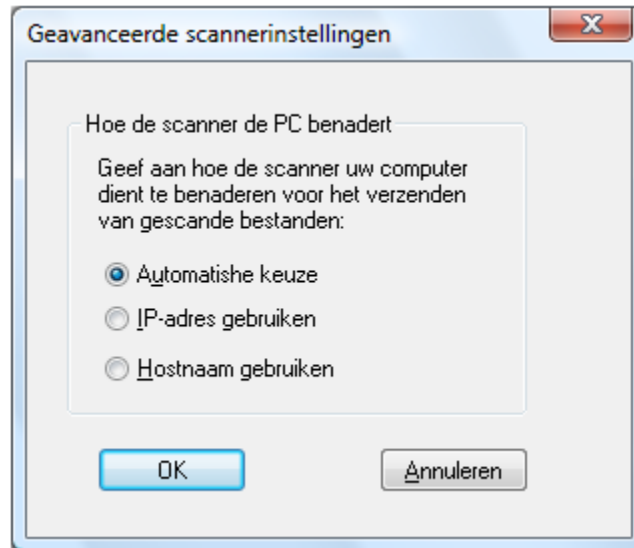 Geavanceerde scannerinstellingen
Hoe de scanner de PC benadert
Geef aan hoe de scanner uw computer
dient te benaderen voor het verzenden
van gescande bestanden:
Automatishe keuze
IP-adres gebruiken
Hostnaam gebruiken
OK
Annuleren